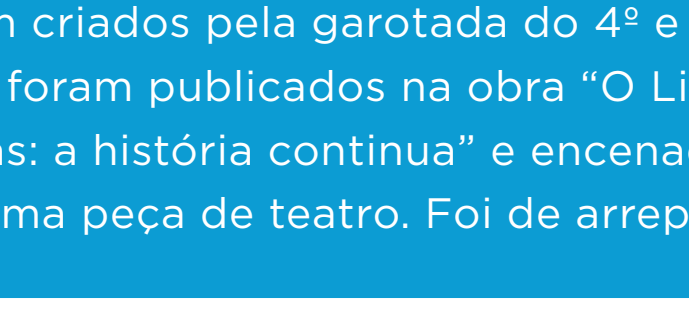 criados pela garotada do 4º e
foram publicados na obra “O Li
s: a história continua” e encena
ma peça de teatro. Foi de arrep